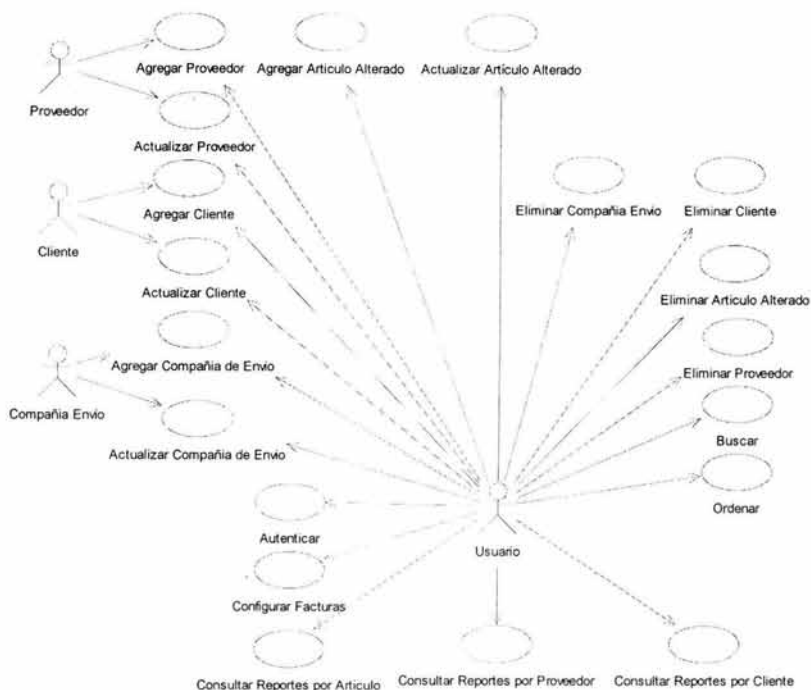 Agregar Proveedor
Agregar Articulo Alterado
Actualizar Artículo Alterado
Proveedor
Actualizar Proveedor
Agregar Cliente
Eliminar Compañia Envio
Eliminar Cliente
Cliente
Actualizar Cliente
Eliminar Articulo Alterado
Agregar Compañia de Envio
Eliminar Proveedor
Compañia Envio
Actualizar Compañia de Envio
Buscar
Ordenar
Autenticar
Usuario
Configurar Facturas
Consultar Reportes por Articulo
Consultar Reportes por Proveedor
Consultar Reportes por Cliente